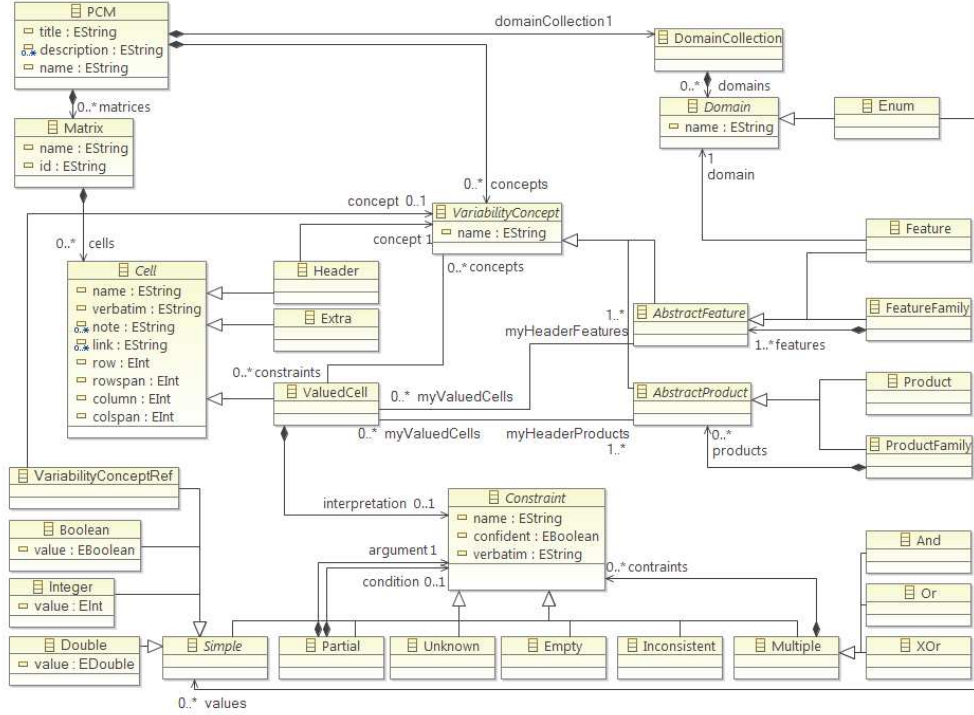 PCM
title : EString
0..* description : EString
name : EString
domainCollection1
DomainCollection
0..* domains
Domain
name : EString
Enum
0..* matrices
Matrix
name : EString
id : EString
1
domain
0..* concepts
concept 0..1
VariabilityConcept
name : EString
concept 1
0..* concepts
Feature
0..* cells
Cell
name : EString
verbatim : EString
0..* note : EString
0..* link : EString
row : EInt
rowspan : EInt
column : EInt
colspan : EInt
Header
Extra
1..*
myHeaderFeatures
AbstractFeature
FeatureFamily
1..* features
0..* constraints
ValuedCell
0..* myValuedCells
AbstractProduct
Product
0..* myValuedCells
myHeaderProducts
1..*
0..*
products
ProductFamily
VariabilityConceptRef
interpretation 0..1
Constraint
name : EString
confident : EBoolean
verbatim : EString
Boolean
value : EBoolean
argument1
condition 0..1
0..* contraints
And
Integer
value : EInt
Or
Double
value : EDouble
Simple
Partial
Unknown
Empty
Inconsistent
Multiple
XOr
0..* values